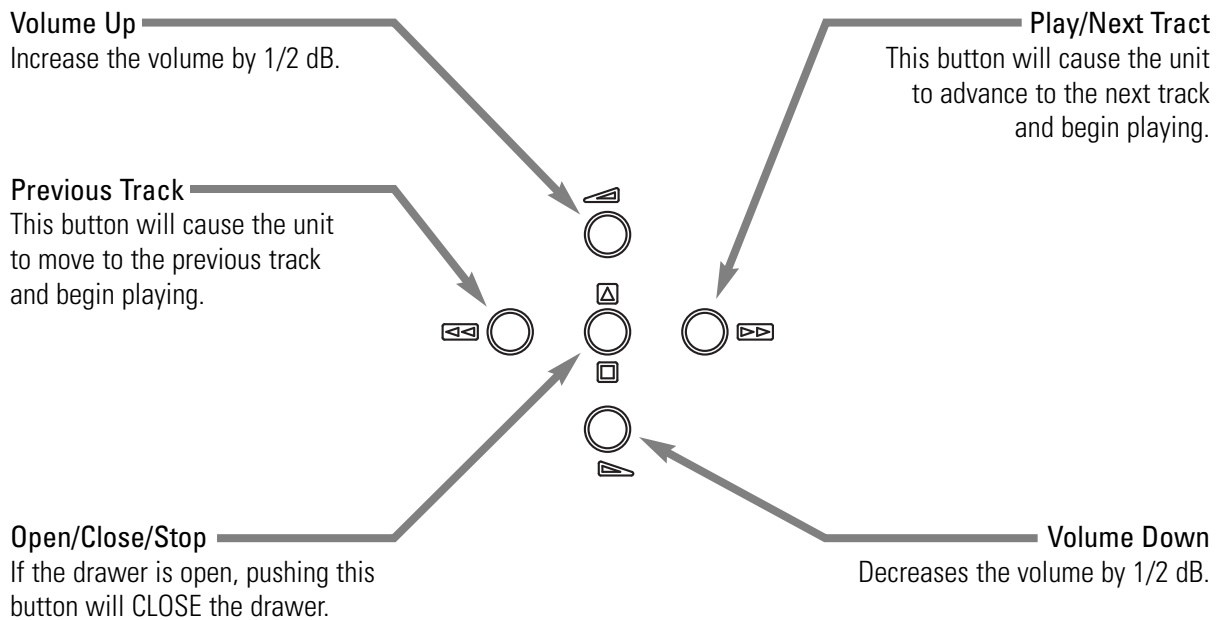 Volume Up
Increase the volume by 1/2 dB.
Play/Next Tract
This button will cause the unit
to advance to the next track
and begin playing.
Previous Track
This button will cause the unit
to move to the previous track
and begin playing.
Open/Close/Stop
If the drawer is open, pushing this
button will CLOSE the drawer.
Volume Down
Decreases the volume by 1/2 dB.